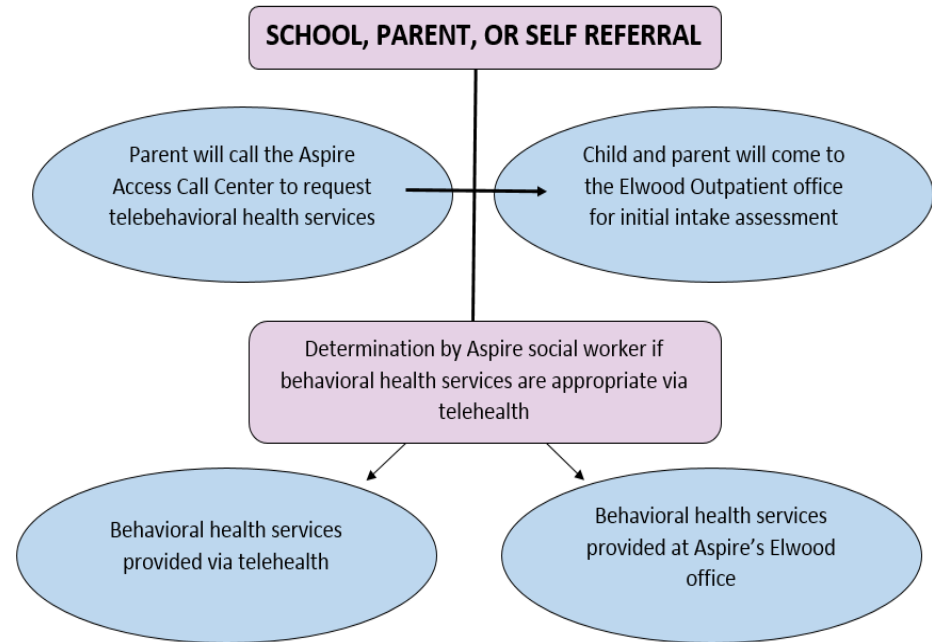 SCHOOL, PARENT, OR SELF REFERRAL
Parent will call the Aspire
Access Call Center to request
telebehavioral health services
Child and parent will come to
the Elwood Outpatient office
for initial intake assessment
Determination by Aspire social worker if
behavioral health services are appropriate via
telehealth
Behavioral health services
provided via telehealth
Behavioral health services
provided at Aspire’s Elwood
office